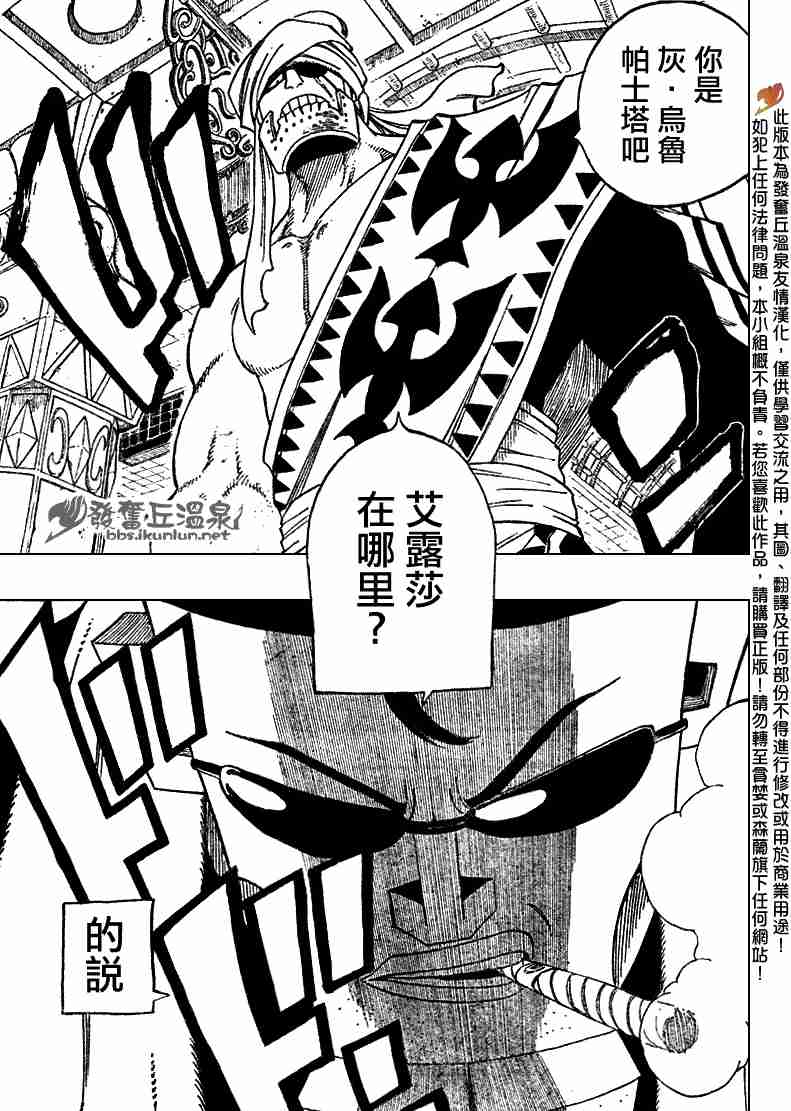 你是
灰．烏魯
帕士塔吧
艾露莎
在哪里？
的説
發奮丘溫泉
bbs.ikunlun.net
此版本為發奮丘溫泉友情漢化，僅供學習交流之用，其圖、翻譯及任何部份不得進行修改或用於商業用途！
如犯上任何法律問題，本小組概不負責。若您喜歡此作品，請購買正版！請勿轉至貪婪或森蘭旗下任何網站！